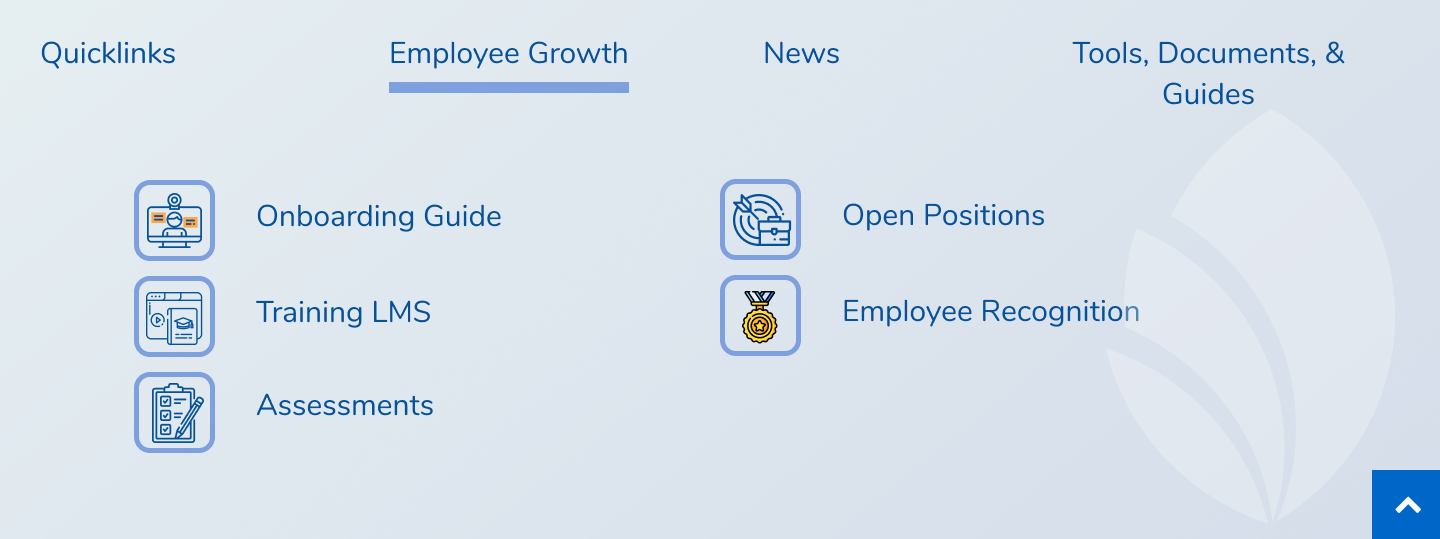 Quicklinks
Employee Growth
News
Tools, Documents, &
Guides
Onboarding Guide
Open Positions
Training LMS
Employee Recognition
Assessments